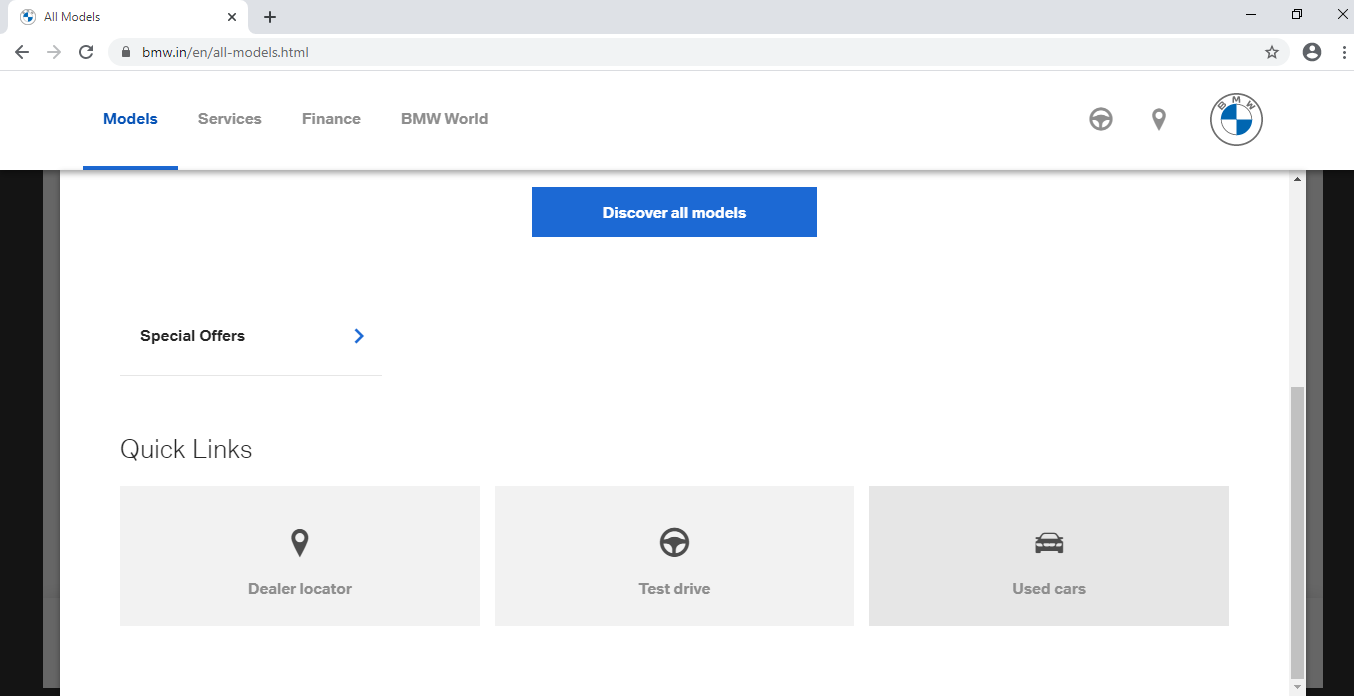 All Models
bmw.in/en/all-models.html
Models Services Finance BMW World
BMW
Discover all models
Special Offers
Quick Links
Dealer locator Test drive Used cars